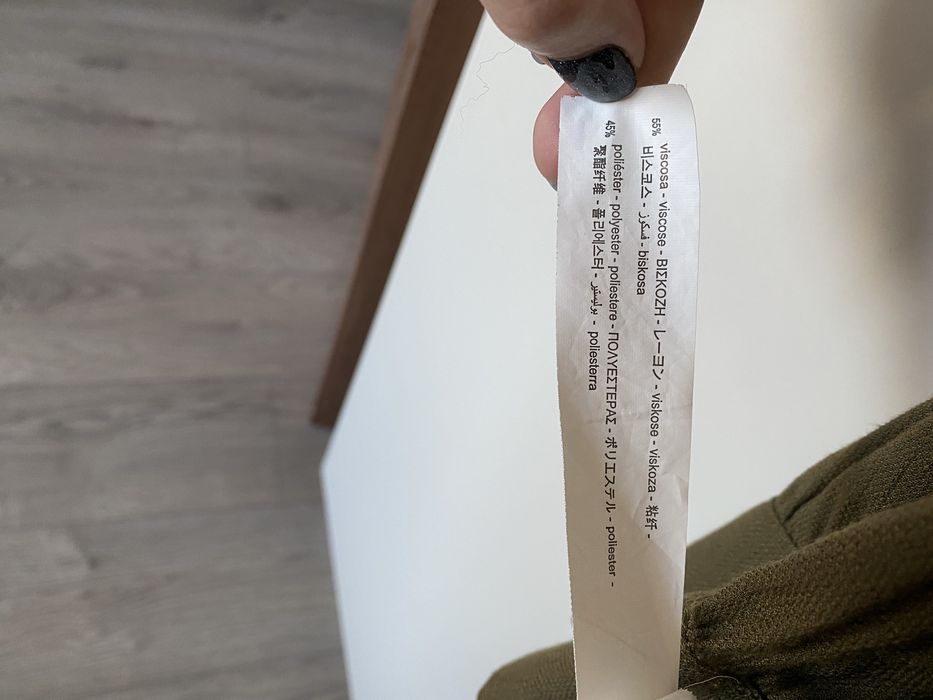 55% viscosa - viscose - ΒΙΣΚΟΖΗ - レーヨン - viskose - viskoza - 粘纤 -
비스코스 - فسكوز - biskosa
45% poliéster - polyester - poliestere - ΠΟΛΥΕΣΤΕΡΑΣ - ポリエステル - poliester -
聚酯纤维 - 폴리에스터 - بوليستير - poliesterra